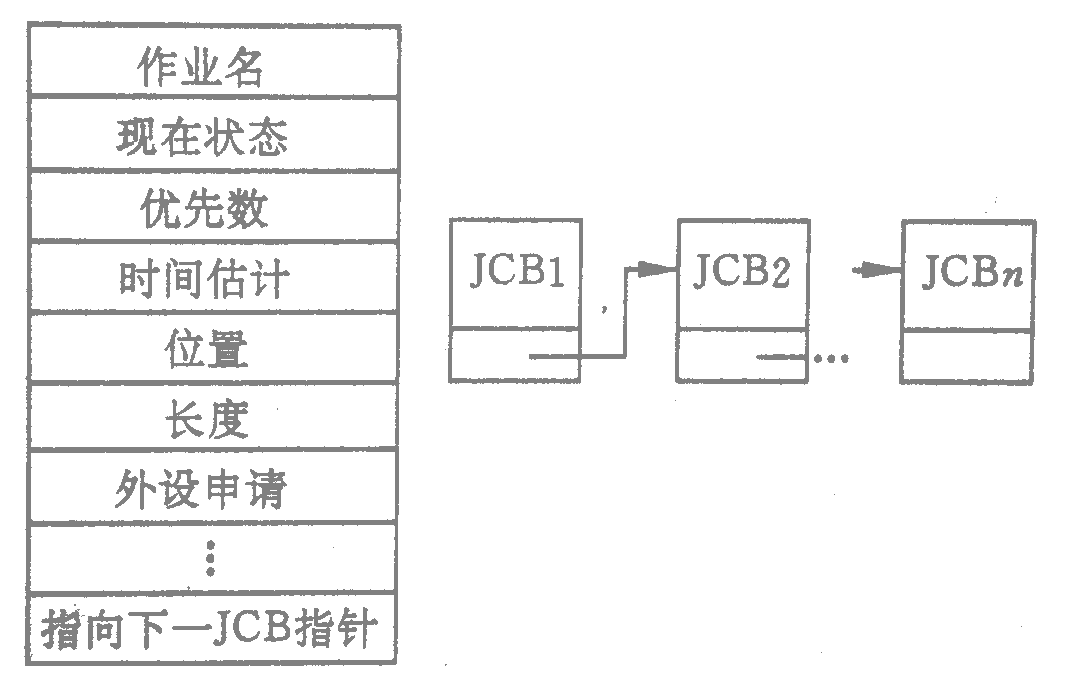 作业名
现在状态
优先数
时间估计
位置
长度
外设申请
⋮
指向下一JCB指针
JCB1
JCB2
…
JCBn